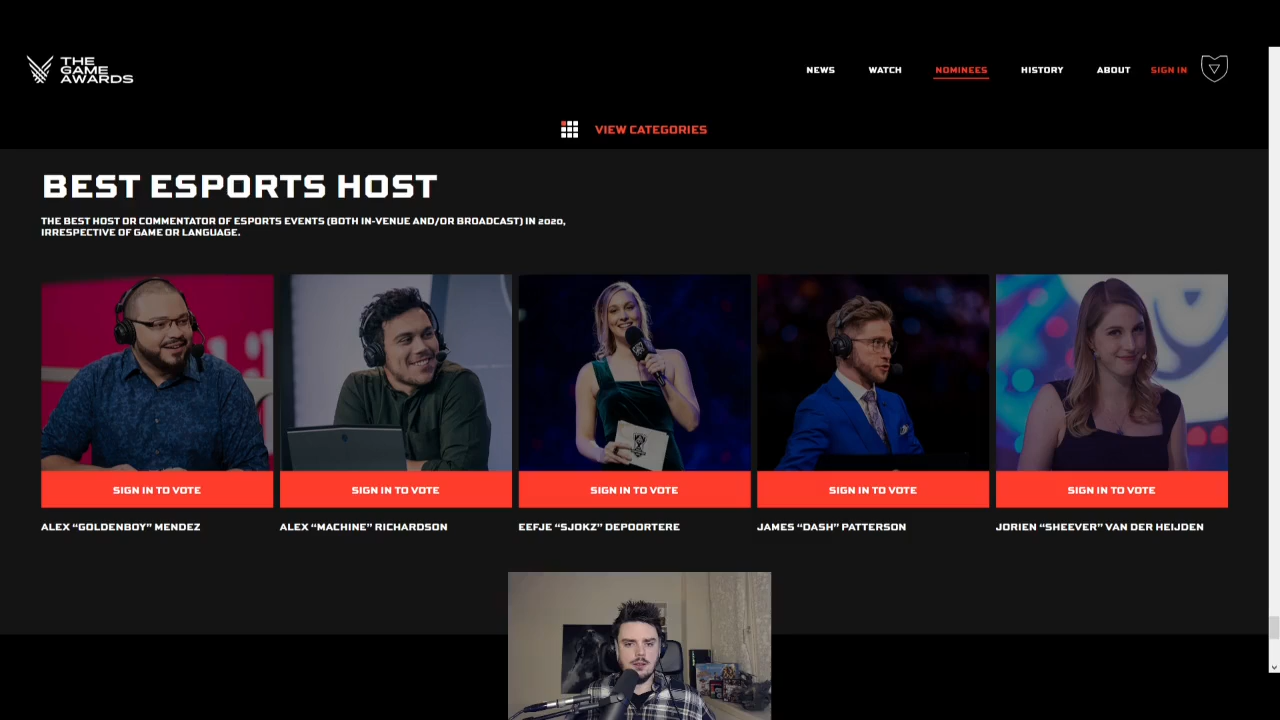 THE
GAME
AWARDS
NEWS WATCH NOMINEES HISTORY ABOUT SIGN IN
VIEW CATEGORIES
BEST ESPORTS HOST
THE BEST HOST OR COMMENTATOR OF ESPORTS EVENTS (BOTH IN-VENUE AND/OR BROADCAST) IN 2020,
IRRESPECTIVE OF GAME OR LANGUAGE.
SIGN IN TO VOTE SIGN IN TO VOTE SIGN IN TO VOTE SIGN IN TO VOTE SIGN IN TO VOTE
ALEX “GOLDENBOY” MENDEZ ALEX “MACHINE” RICHARDSON EEFJE “SJOKZ” DEPOORTERE JAMES “DASH” PATTERSON JORIEN “SHEEVER” VAN DER HEIJDEN